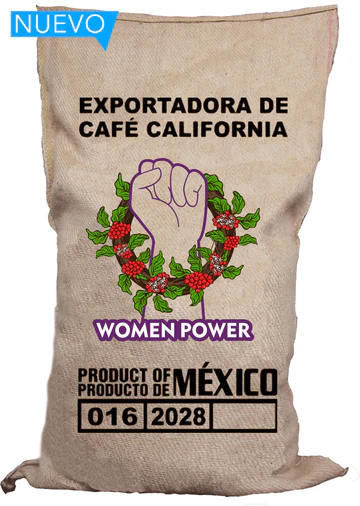 NUEVO
EXPORTADORA DE
CAFÉ CALIFORNIA
WOMEN POWER
PRODUCT OF
PRODUCTO DE MÉXICO
016 2028